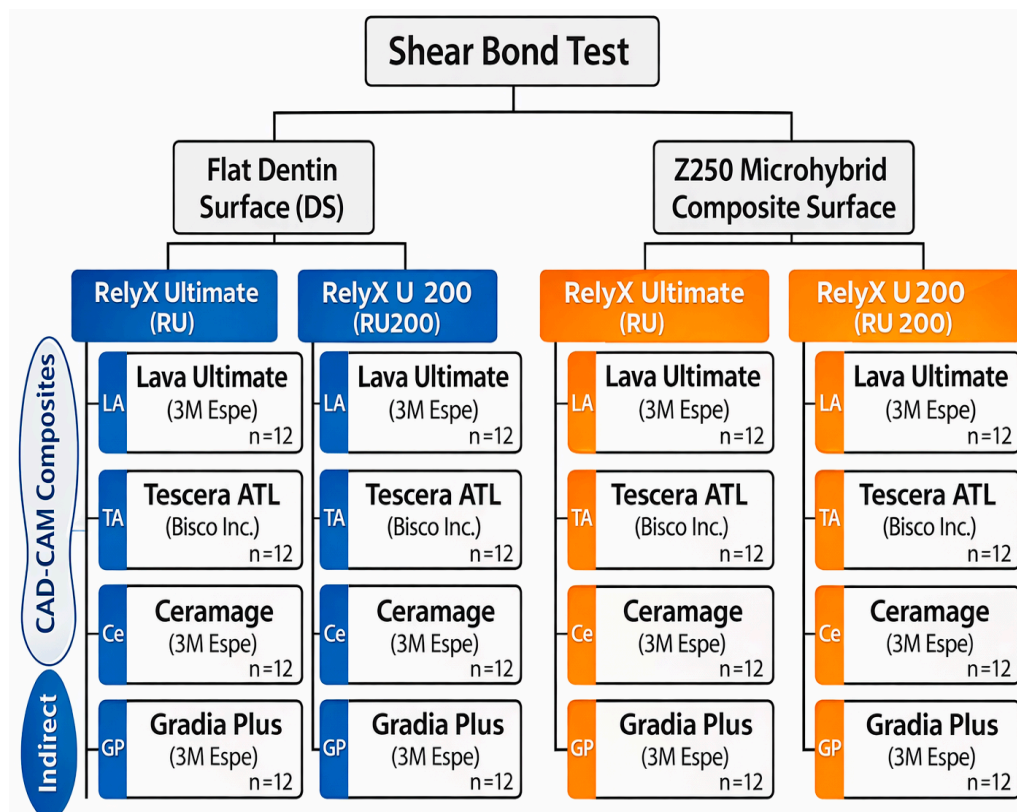 Shear Bond Test
Flat Dentin
Surface (DS)
Z250 Microhybrid
Composite Surface
RelyX Ultimate
(RU)
RelyX U 200
(RU200)
RelyX Ultimate
(RU)
RelyX U 200
(RU 200)
CAD-CAM Composites
Indirect
LA
Lava Ultimate
(3M Espe)
n=12
TA
Tescera ATL
(Bisco Inc.)
n=12
Ce
Ceramage
(3M Espe)
n=12
GP
Gradia Plus
(3M Espe)
n=12
LA
Lava Ultimate
(3M Espe)
n=12
TA
Tescera ATL
(Bisco Inc.)
n=12
Ce
Ceramage
(3M Espe)
n=12
GP
Gradia Plus
(3M Espe)
n=12
LA
Lava Ultimate
(3M Espe)
n=12
TA
Tescera ATL
(Bisco Inc.)
n=12
Ce
Ceramage
(3M Espe)
n=12
GP
Gradia Plus
(3M Espe)
n=12
LA
Lava Ultimate
(3M Espe)
n=12
TA
Tescera ATL
(Bisco Inc.)
n=12
Ce
Ceramage
(3M Espe)
n=12
GP
Gradia Plus
(3M Espe)
n=12